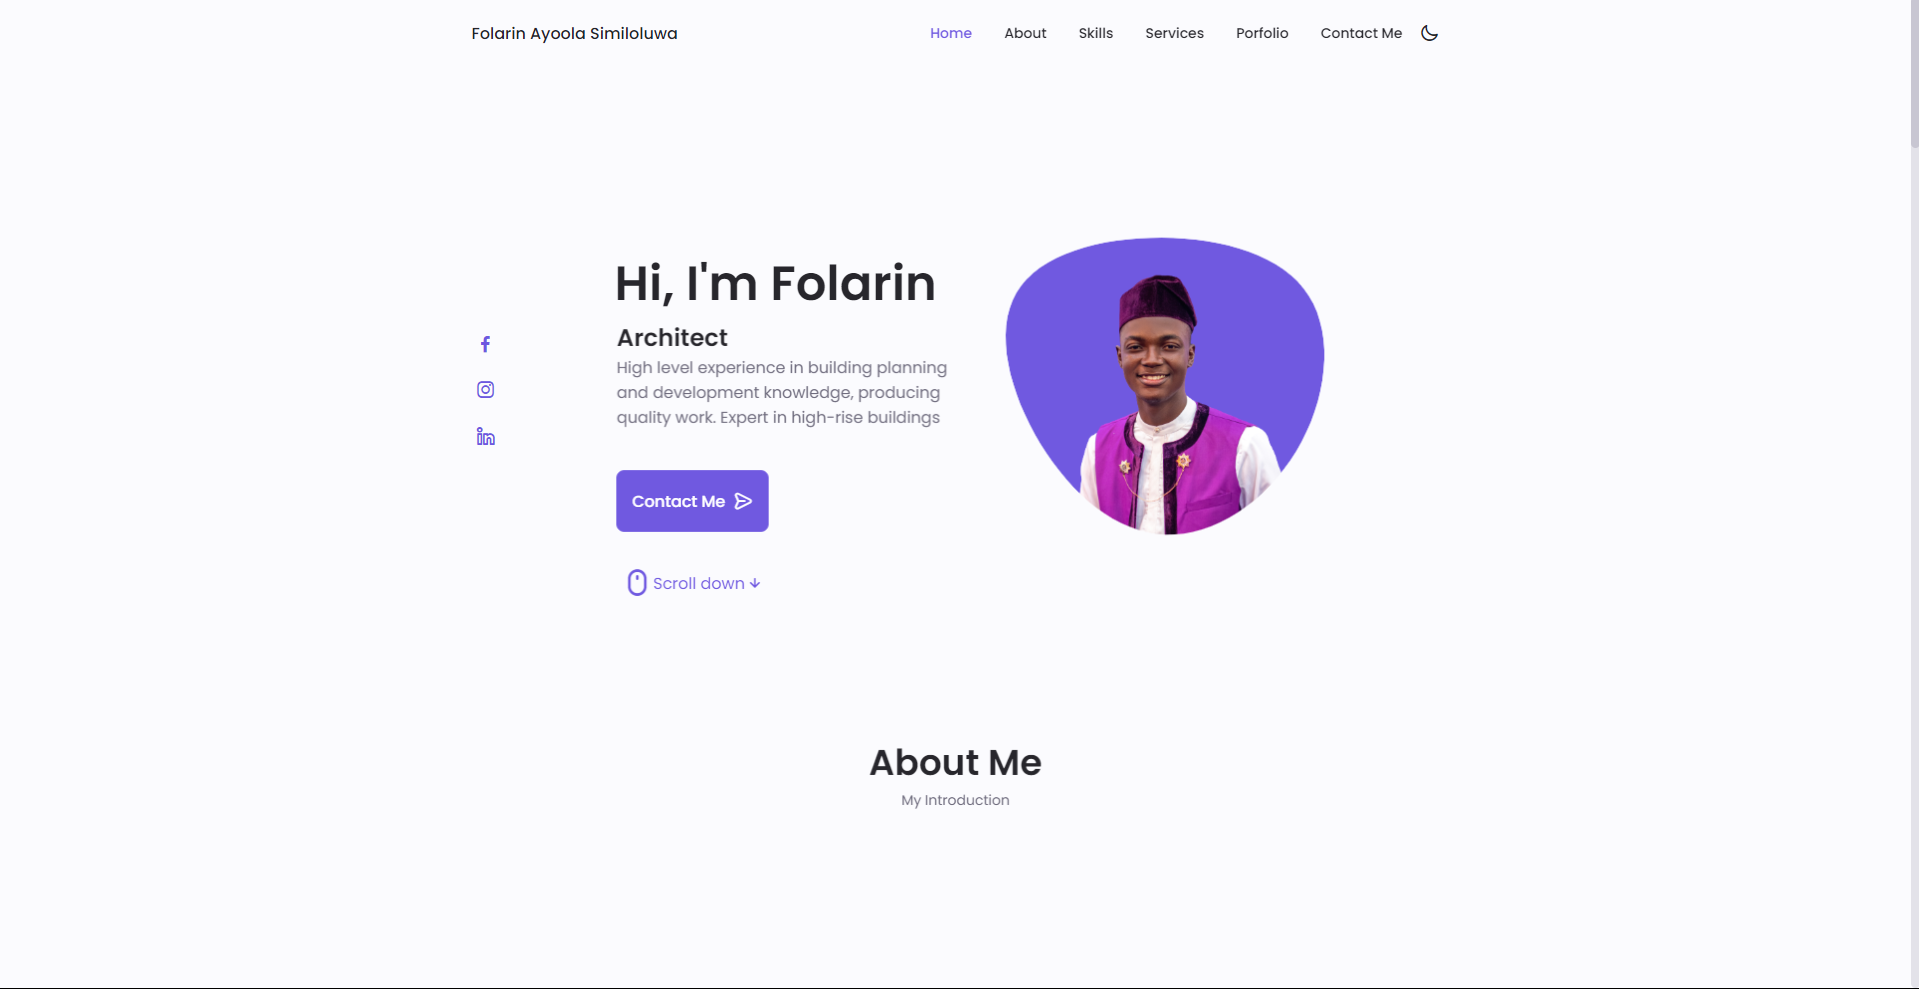 Folarin Ayoola Similoluwa
Home About Skills Services Porfolio Contact Me
Hi, I'm Folarin
Architect
High level experience in building planning
and development knowledge, producing
quality work. Expert in high-rise buildings
Contact Me
Scroll down
About Me
My Introduction